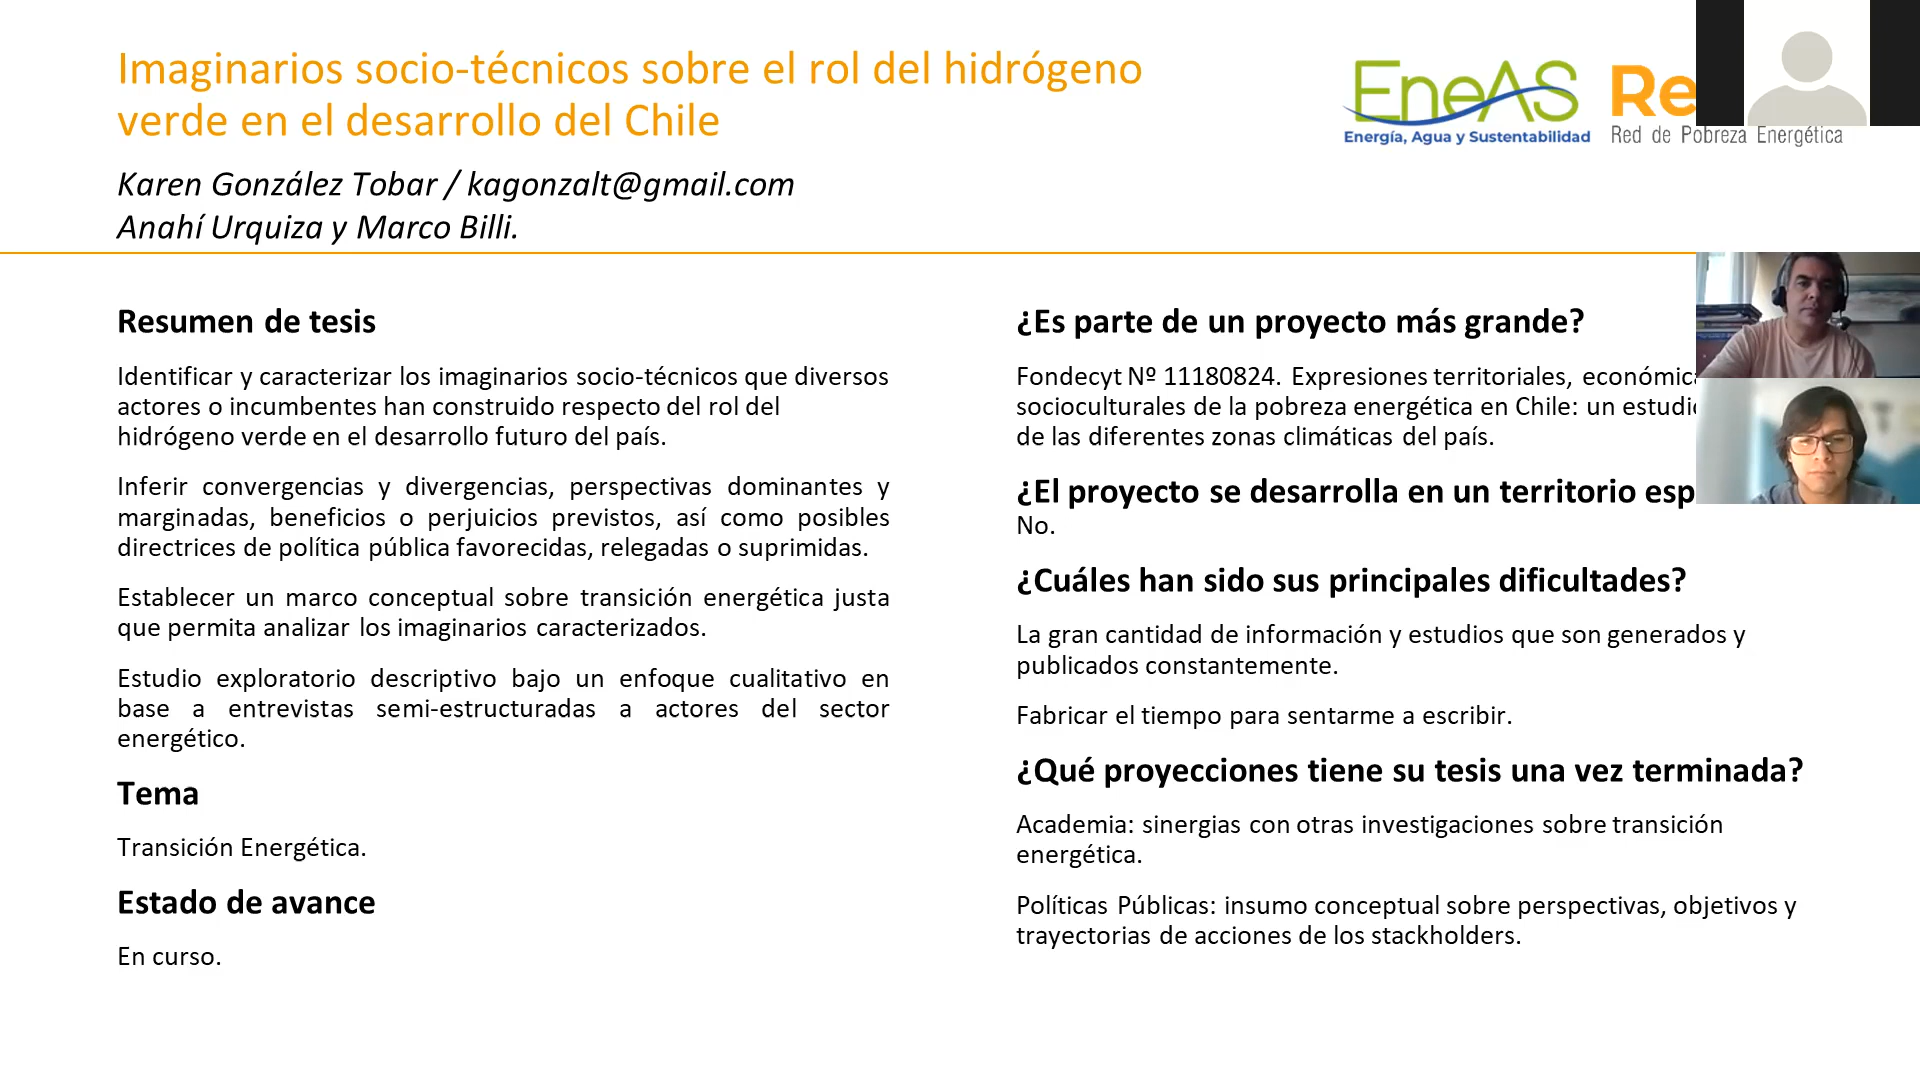 Imaginarios socio-técnicos sobre el rol del hidrógeno
verde en el desarrollo del Chile
Karen González Tobar / kagonzalt@gmail.com
Anahí Urquiza y Marco Billi.
EneAS
Energía, Agua y Sustentabilidad
Re
Red de Pobreza Energética
Resumen de tesis
Identificar y caracterizar los imaginarios socio-técnicos que diversos
actores o incumbentes han construido respecto del rol del
hidrógeno verde en el desarrollo futuro del país.
Inferir convergencias y divergencias, perspectivas dominantes y
marginadas, beneficios o perjuicios previstos, así como posibles
directrices de política pública favorecidas, relegadas o suprimidas.
Establecer un marco conceptual sobre transición energética justa
que permita analizar los imaginarios caracterizados.
Estudio exploratorio descriptivo bajo un enfoque cualitativo en
base a entrevistas semi-estructuradas a actores del sector
energético.
Tema
Transición Energética.
Estado de avance
En curso.
¿Es parte de un proyecto más grande?
Fondecyt Nº 11180824. Expresiones territoriales,
socioculturales de la pobreza energética en Chile: un
de las diferentes zonas climáticas del país.
¿El proyecto se desarrolla en un territorio esp
No.
¿Cuáles han sido sus principales dificultades?
La gran cantidad de información y estudios que son generados y
publicados constantemente.
Fabricar el tiempo para sentarme a escribir.
¿Qué proyecciones tiene su tesis una vez terminada?
Academia: sinergias con otras investigaciones sobre transición
energética.
Políticas Públicas: insumo conceptual sobre perspectivas, objetivos y
trayectorias de acciones de los stackholders.